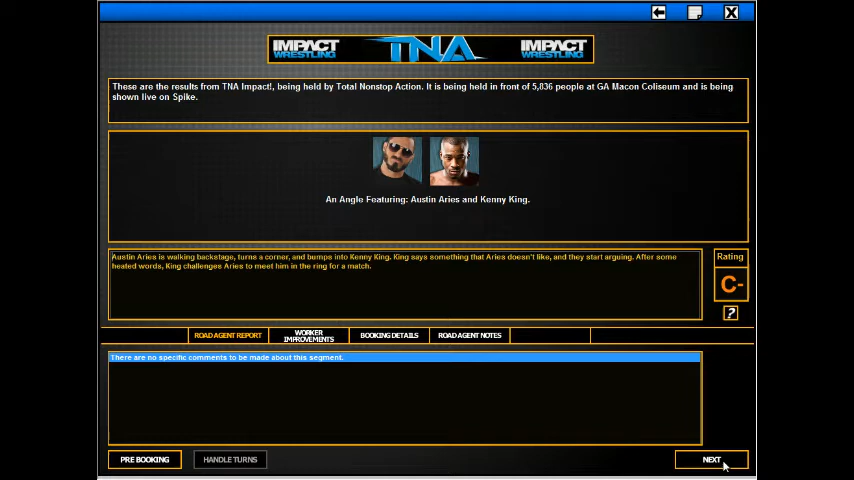 IMPACT WRESTLING TNA IMPACT WRESTLING
These are the results from TNA Impact!, being held by Total Nonstop Action. It is being held in front of 5,836 people at GA Macon Coliseum and is being
shown live on Spike.
An Angle Featuring: Austin Aries and Kenny King.
Austin Aries is walking backstage, turns a corner, and bumps into Kenny King. King says something that Aries doesn't like, and they start arguing. After some
heated words, King challenges Aries to meet him in the ring for a match.
Rating
C-
?
ROAD AGENT REPORT
WORKER
IMPROVEMENTS
BOOKING DETAILS
ROAD AGENT NOTES
There are no specific comments to be made about this segment.
PRE BOOKING
HANDLE TURNS
NEXT